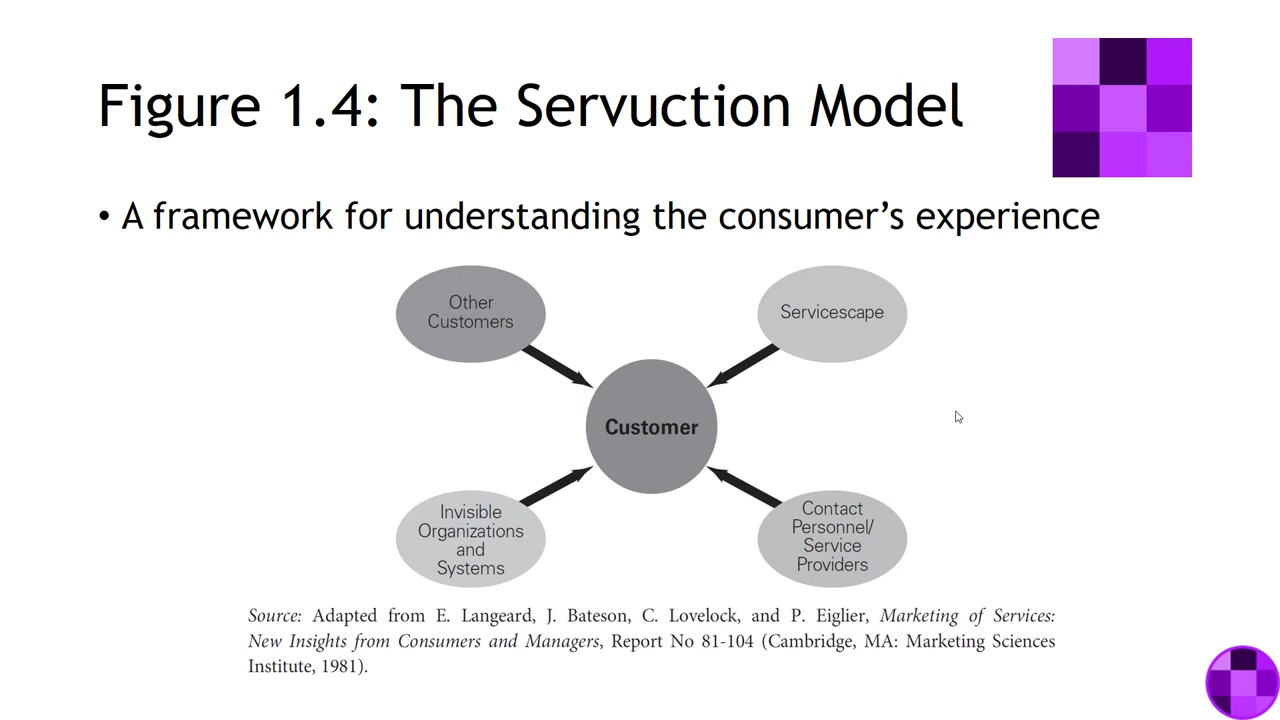 Figure 1.4: The Servuction Model
• A framework for understanding the consumer’s experience
Other
Customers
Servicescape
Customer
Invisible
Organizations
and
Systems
Contact
Personnel/
Service
Providers
Source: Adapted from E. Langeard, J. Bateson, C. Lovelock, and P. Eiglier, Marketing of Services:
New Insights from Consumers and Managers, Report No 81-104 (Cambridge, MA: Marketing Sciences
Institute, 1981).